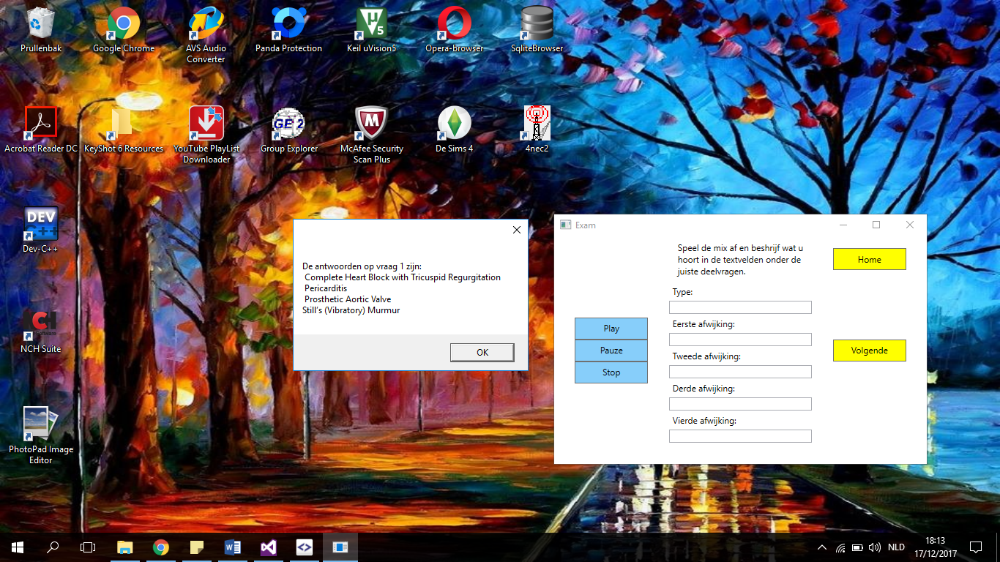 Prullenbak
Google Chrome
AVS Audio
Converter
Panda Protection
Keil uVision5
Opera-browser
SqliteBrowser
Acrobat Reader DC
KeyShot 6 Resources
YouTube PlayList
Downloader
GE 2
Group Explorer
McAfee Security
Scan Plus
De Sims 4
4nec2
DEV
C++
Dev-C++
NCH Suite
PhotoPad Image
Editor
De antwoorden op vraag 1 zijn:
Complete Heart Block with Tricuspid Regurgitation
Pericarditis
Prosthetic Aortic Valve
Still's (Vibratory) Murmur
OK
Exam
Speel de mix af en beshrijf wat u
hoort in de textvelden onder de
juiste deelvragen.
Home
Type:
Eerste afwijking:
Play
Pauze
Stop
Tweede afwijking:
Volgende
Derde afwijking:
Vierde afwijking:
NLD
18:13
17/12/2017